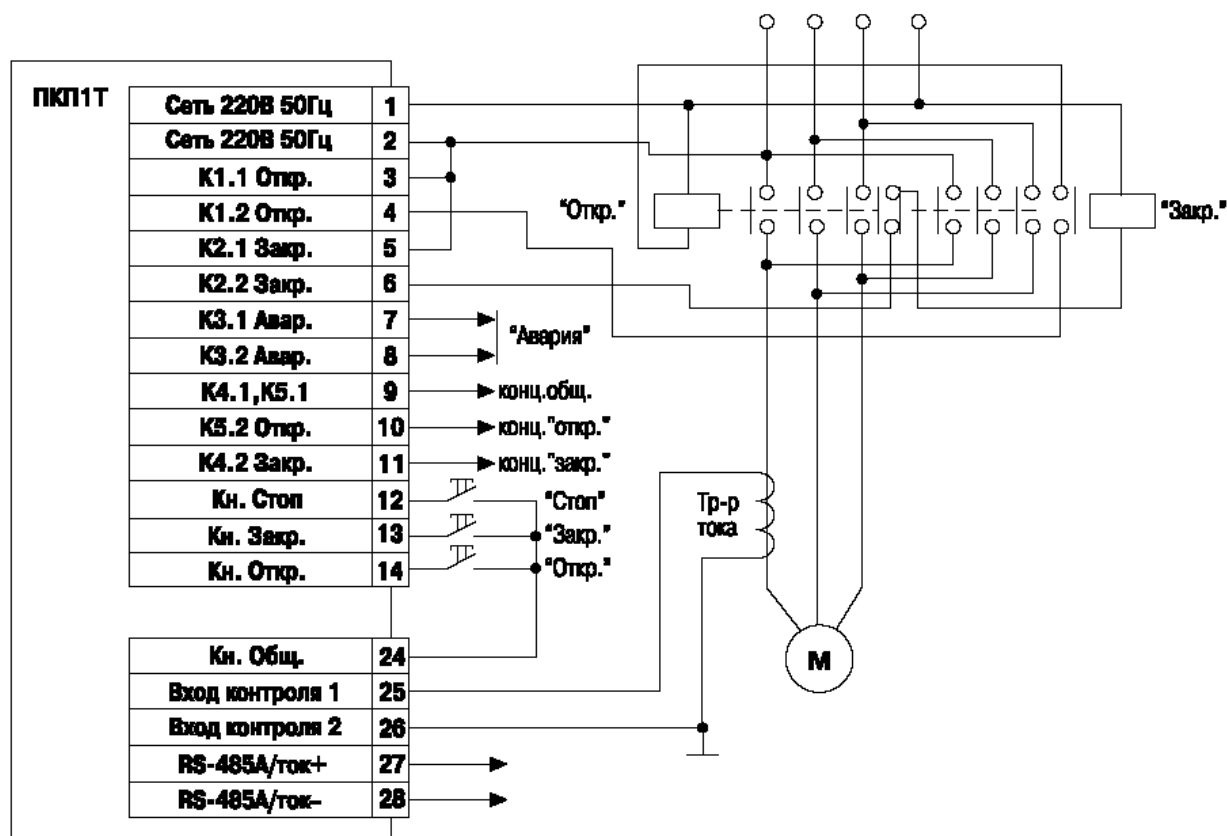 ПКП1Т
Сеть 220В 50Гц 1
Сеть 220В 50Гц 2
К1.1 Откр. 3
К1.2 Откр. 4
К2.1 Закр. 5
К2.2 Закр. 6
К3.1 Авар. 7
К3.2 Авар. 8
К4.1,К5.1 9
К5.2 Откр. 10
К4.2 Закр. 11
Кн. Стоп 12
Кн. Закр. 13
Кн. Откр. 14
Кн. Общ. 24
Вход контроля 1 25
Вход контроля 2 26
RS-485А/ток+ 27
RS-485А/ток– 28
"Авария"
конц.общ.
конц."откр."
конц."закр."
"Стоп"
"Закр."
"Откр."
"Откр."
"Закр."
Тр-р
тока
М